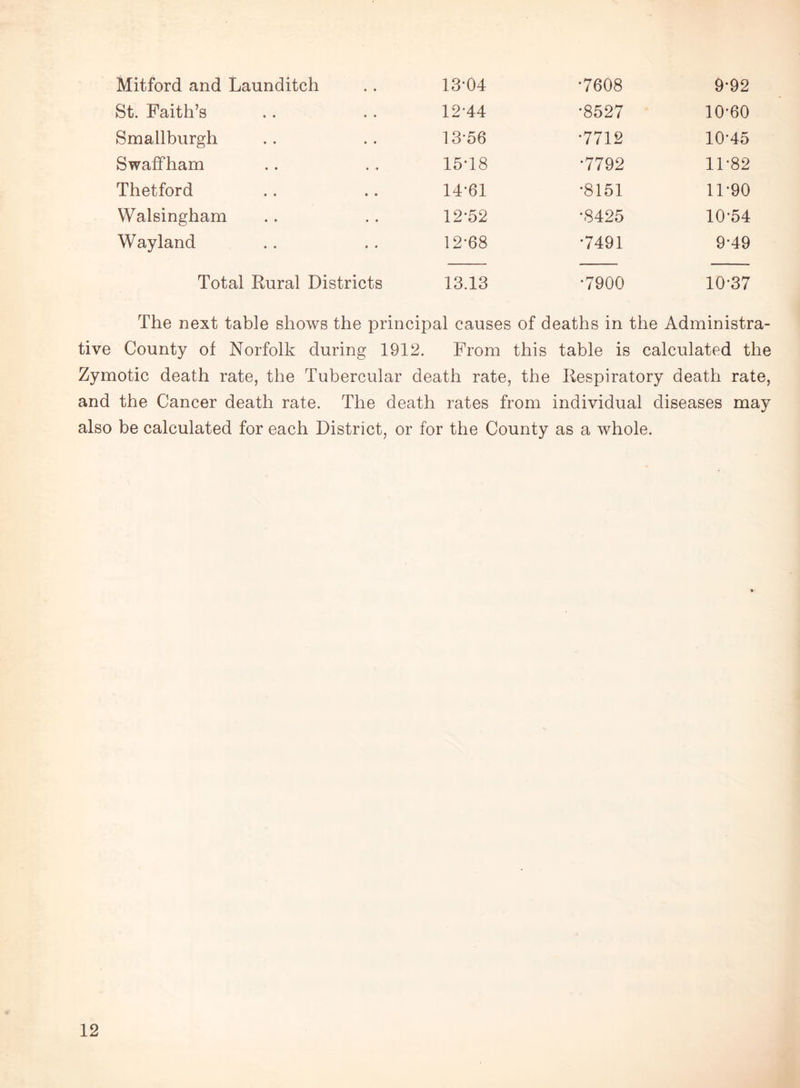 Mitford and Launditch .. 13·04 ·7608 9·92
St. Faith's .. .. 12·44 ·8527 10·60
Smallburgh .. .. 13·56 ·7712 10·45
Swaffham .. .. 15·18 ·7792 11·82
Thetford .. .. 14·61 ·8151 11·90
Walsingham .. .. 12·52 ·8425 10·54
Wayland .. .. 12·68 ·7491 9·49
Total Rural Districts 13.13 ·7900 10·37
The next table shows the principal causes of deaths in the Administra-
tive County of Norfolk during 1912. From this table is calculated the
Zymotic death rate, the Tubercular death rate, the Respiratory death rate,
and the Cancer death rate. The death rates from individual diseases may
also be calculated for each District, or for the County as a whole.
12